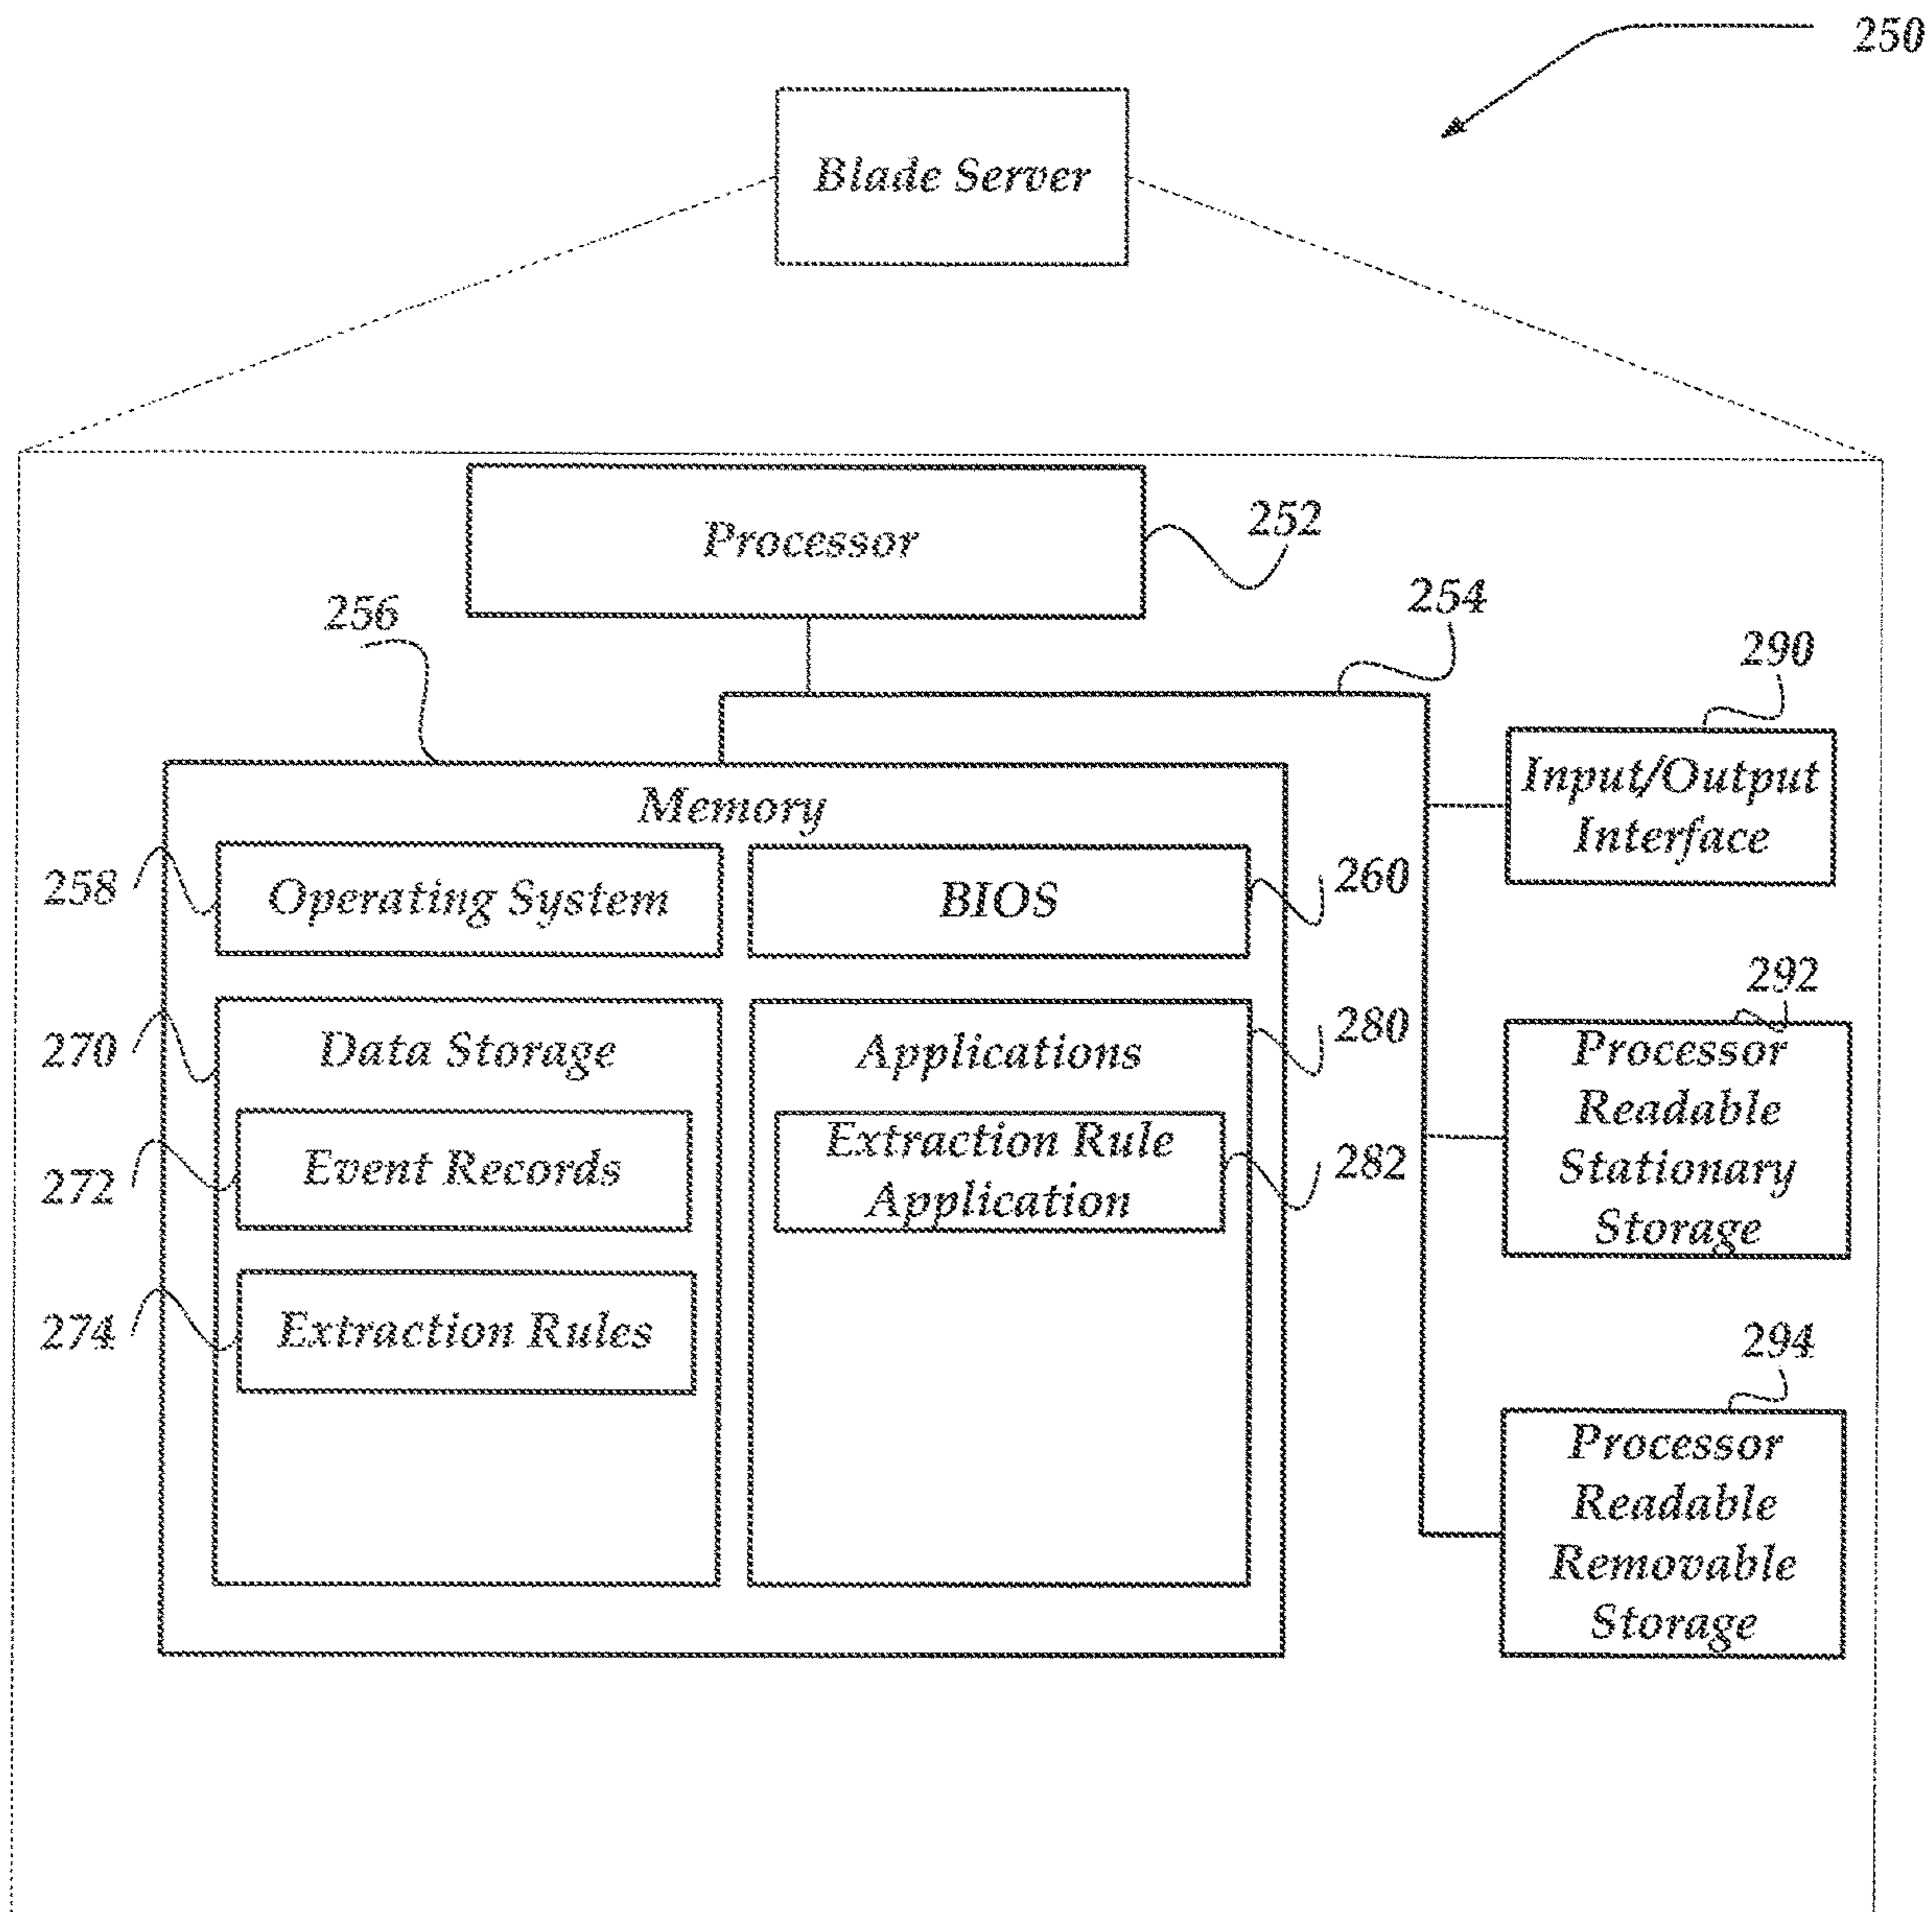 250
Blade Server
Processor
252
256
254
290
Input/Output
Interface
Memory
258
Operating System
BIOS
260
292
270
Data Storage
Applications
280
Processor
Readable
Stationary
Storage
272
Event Records
Extraction Rule
Application
282
274
Extraction Rules
294
Processor
Readable
Removable
Storage